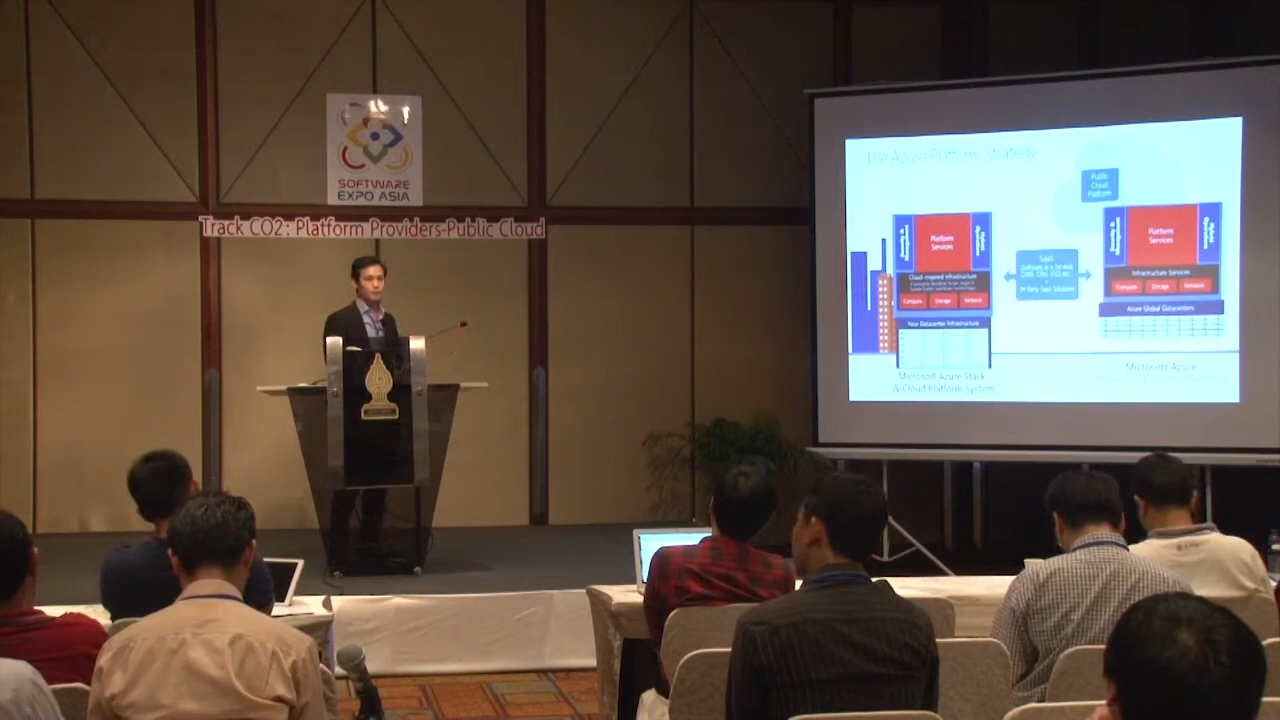 SOFTWARE
EXPO ASIA
Track CO2: Platform Providers-Public Cloud
The Azure Platform Strategy
Public
Cloud
Platform
Platform
Services
Cloud-inspired infrastructure
Compute
Storage
Network
Your Datacenter Infrastructure
Microsoft Azure Stack
& Cloud Platform System
SaaS
Platform
Services
Infrastructure Services
Compute
Storage
Network
Azure Global Datacenters
Microsoft Azure